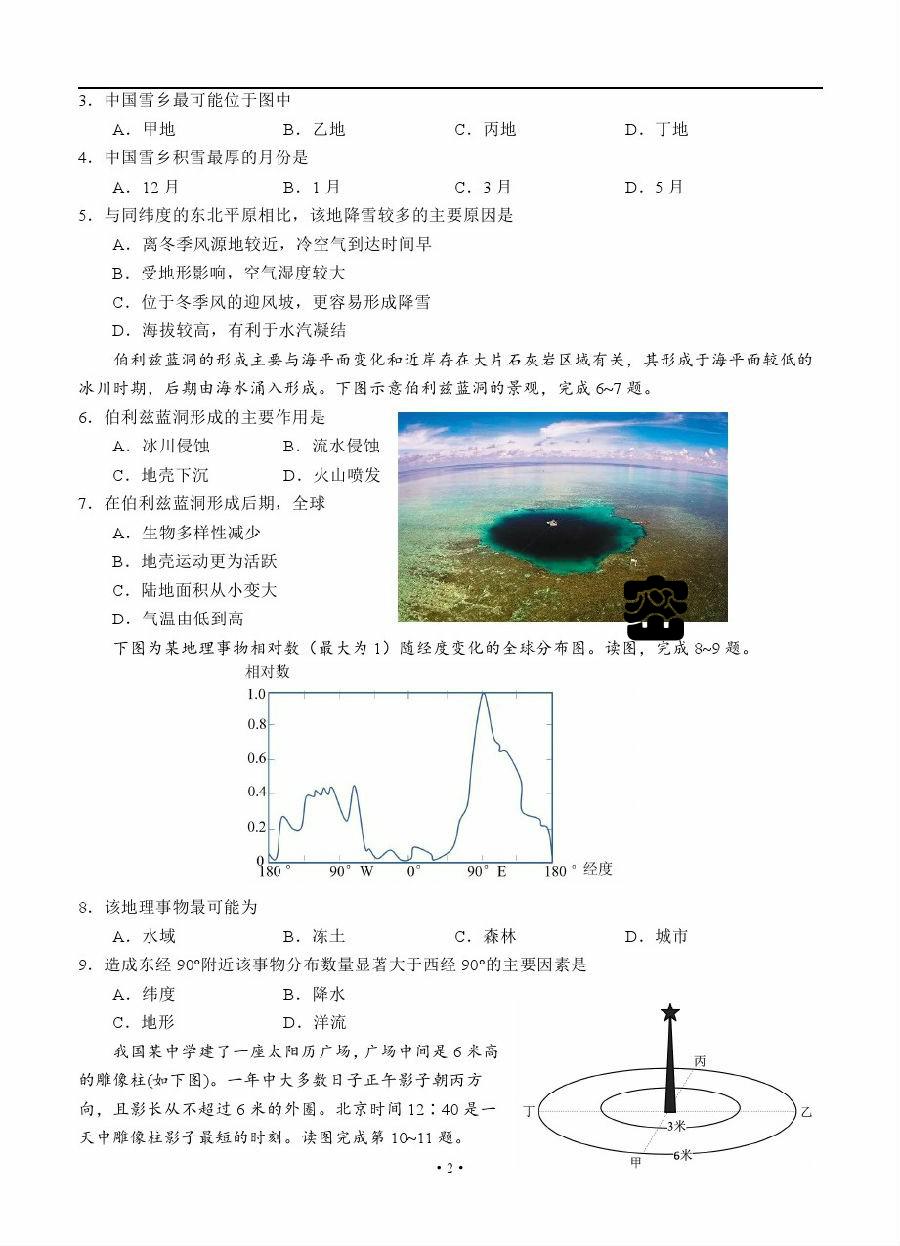 3．中国雪乡最可能位于图中
A．甲地 B．乙地 C．丙地 D．丁地
4．中国雪乡积雪最厚的月份是
A．12月 B．1月 C．3月 D．5月
5．与同纬度的东北平原相比，该地降雪较多的主要原因是
A．离冬季风源地较近，冷空气到达时间早
B．受地形影响，空气湿度较大
C．位于冬季风的迎风坡，更容易形成降雪
D．海拔较高，有利于水汽凝结
伯利兹蓝洞的形成主要与海平面变化和近岸存在大片石灰岩区域有关，其形成于海平面较低的
冰川时期，后期由海水涌入形成。下图示意伯利兹蓝洞的景观，完成6~7题。
6．伯利兹蓝洞形成的主要作用是
A．冰川侵蚀 B．流水侵蚀
C．地壳下沉 D．火山喷发
7．在伯利兹蓝洞形成后期，全球
A．生物多样性减少
B．地壳运动更为活跃
C．陆地面积从小变大
D．气温由低到高
下图为某地理事物相对数（最大为1）随经度变化的全球分布图。读图，完成8~9题。
相对数
1.0
0.8
0.6
0.4
0.2
0
180° 90°W 0° 90°E 180° 经度
8．该地理事物最可能为
A．水域 B．冻土 C．森林 D．城市
9．造成东经90°附近该事物分布数量显著大于西经90°的主要因素是
A．纬度 B．降水
C．地形 D．洋流
我国某中学建了一座太阳历广场，广场中间是6米高
的雕像柱(如下图)。一年中大多数日子正午影子朝丙方
向，且影长从不超过6米的外圈。北京时间12∶40是一
天中雕像柱影子最短的时刻。读图完成第10~11题。
丙
丁 乙
3米
6米
甲
·2·